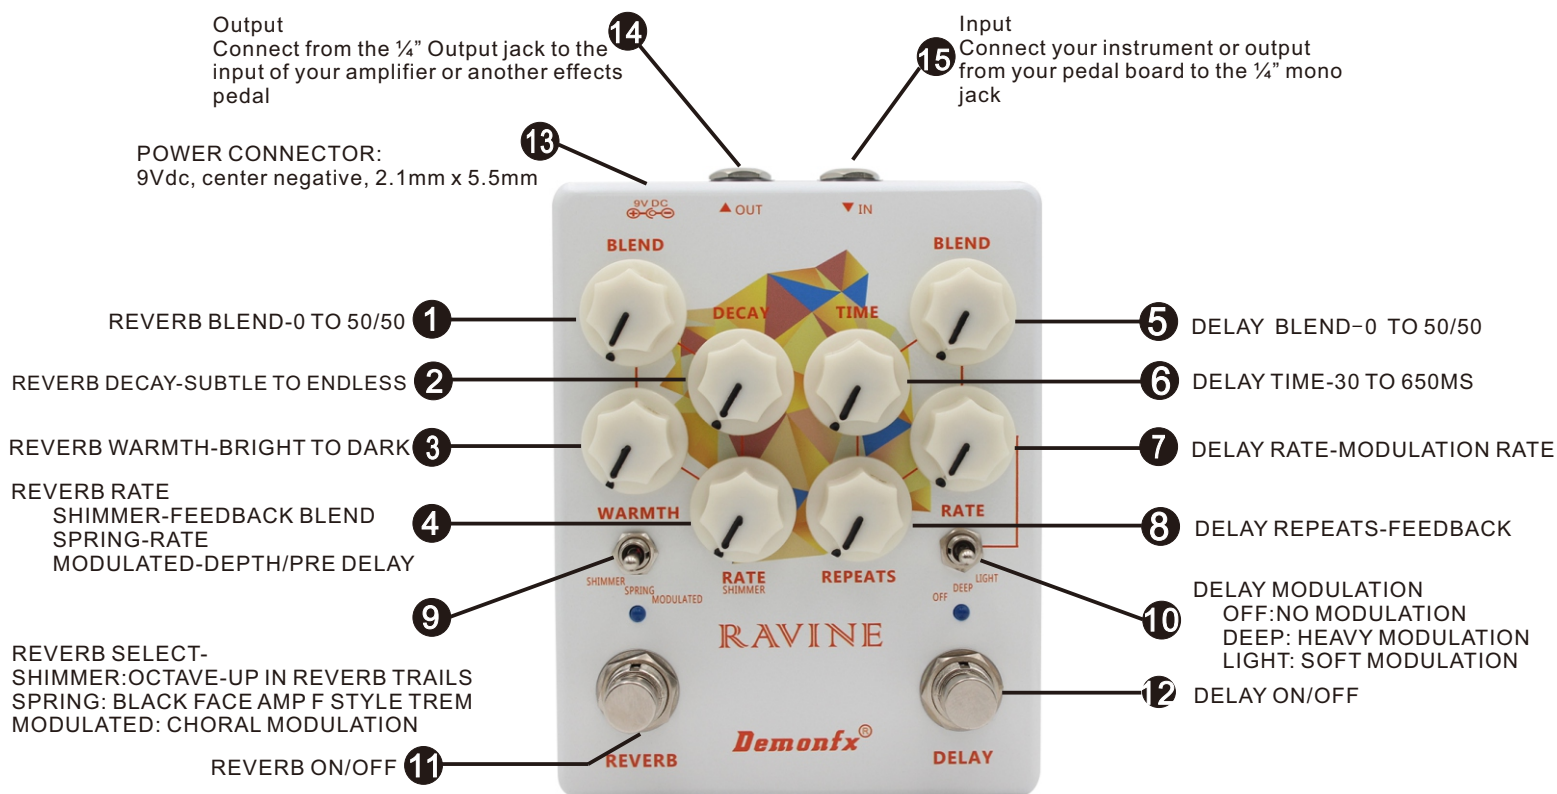 Output
Connect from the ¼” Output jack to the
input of your amplifier or another effects
pedal
14
Input
Connect your instrument or output
from your pedal board to the ¼” mono
jack
15
POWER CONNECTOR:
9Vdc, center negative, 2.1mm x 5.5mm
13
9V DC
▲ OUT
▼ IN
BLEND
BLEND
DECAY
TIME
REVERB BLEND-0 TO 50/50 1
5 DELAY BLEND-0 TO 50/50
REVERB DECAY-SUBTLE TO ENDLESS 2
6 DELAY TIME-30 TO 650MS
REVERB WARMTH-BRIGHT TO DARK 3
7 DELAY RATE-MODULATION RATE
REVERB RATE
SHIMMER-FEEDBACK BLEND
SPRING-RATE
MODULATED-DEPTH/PRE DELAY
4
8 DELAY REPEATS-FEEDBACK
WARMTH
RATE
RATE
SHIMMER
REPEATS
SHIMMER
SPRING
MODULATED
OFF
DEEP
LIGHT
9
10
DELAY MODULATION
OFF:NO MODULATION
DEEP: HEAVY MODULATION
LIGHT: SOFT MODULATION
RAVINE
REVERB SELECT-
SHIMMER:OCTAVE-UP IN REVERB TRAILS
SPRING: BLACK FACE AMP F STYLE TREM
MODULATED: CHORAL MODULATION
12 DELAY ON/OFF
REVERB ON/OFF 11
Demonfx®
REVERB
DELAY